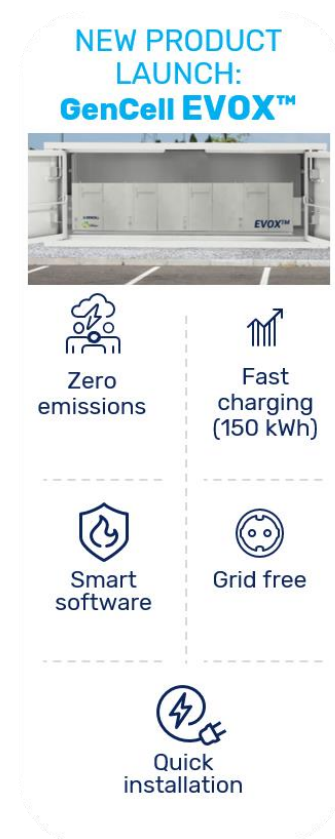 NEW PRODUCT
LAUNCH:
GenCell EVOX™
EVOX™
Zero
emissions
Fast
charging
(150 kWh)
Smart
software
Grid free
Quick
installation